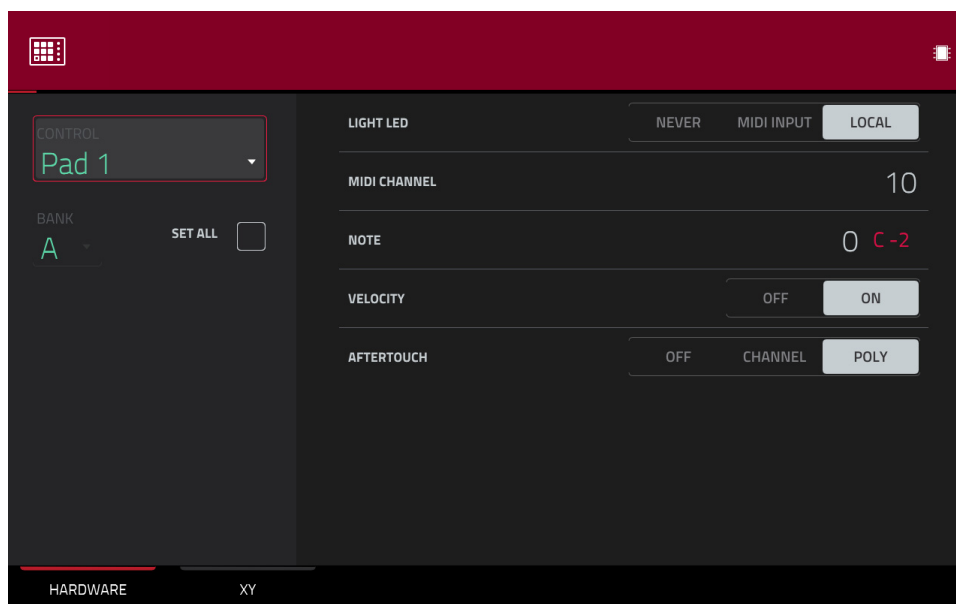 CONTROL
Pad 1
BANK
A
SET ALL
LIGHT LED NEVER MIDI INPUT LOCAL
MIDI CHANNEL 10
NOTE 0 C -2
VELOCITY OFF ON
AFTERTOUCH OFF CHANNEL POLY
HARDWARE XY